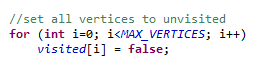 //set all vertices to unvisited
for (int i=0; i<MAX_VERTICES; i++)
    visited[i] = false;